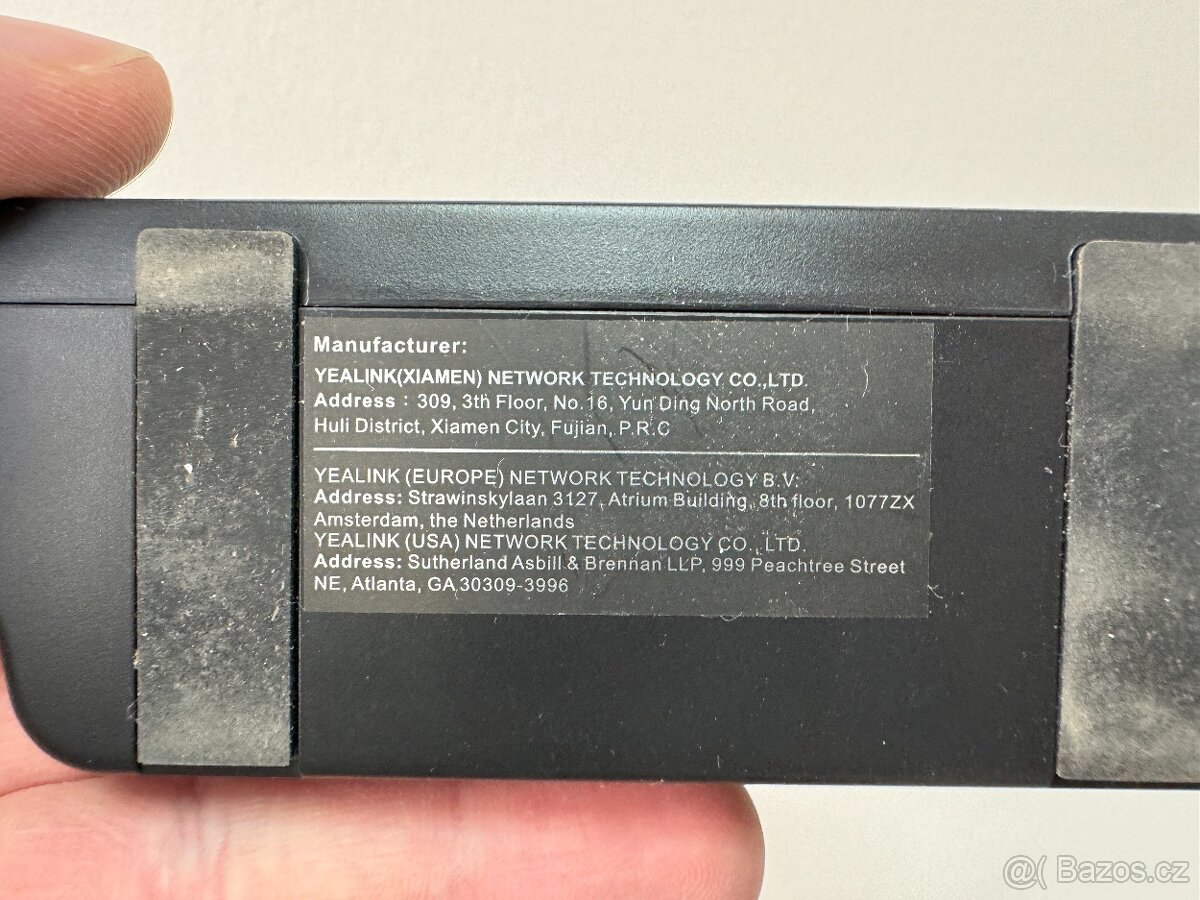 Manufacturer:
YEALINK(XIAMEN) NETWORK TECHNOLOGY CO.,LTD.
Address : 309, 3th Floor, No.16, Yun Ding North Road,
Huli District, Xiamen City, Fujian, P.R.C
YEALINK (EUROPE) NETWORK TECHNOLOGY B.V:
Address: Strawinskylaan 3127, Atrium Building, 8th floor, 1077ZX
Amsterdam, the Netherlands
YEALINK (USA) NETWORK TECHNOLOGY CO., LTD.
Address: Sutherland Asbill & Brennan LLP, 999 Peachtree Street
NE, Atlanta, GA 30309-3996
@( Bazos.cz